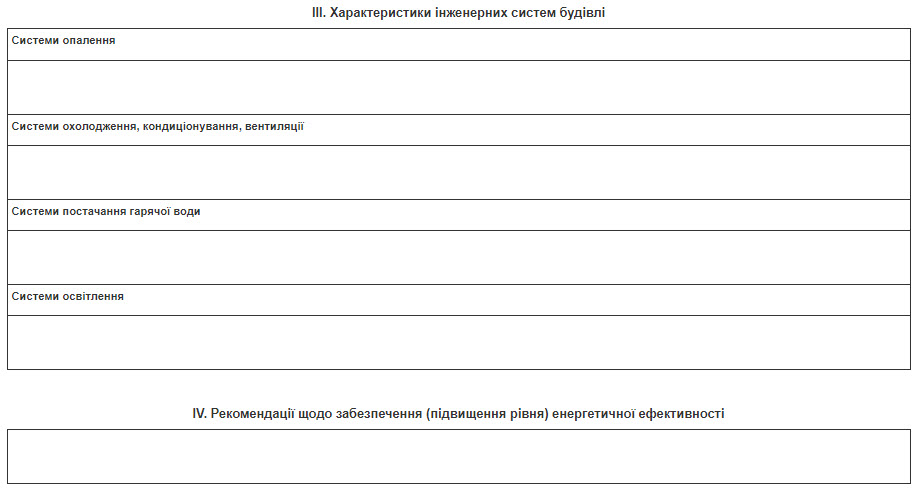 III. Характеристики інженерних систем будівлі
Системи опалення
Системи охолодження, кондиціонування, вентиляції
Системи постачання гарячої води
Системи освітлення
IV. Рекомендації щодо забезпечення (підвищення рівня) енергетичної ефективності